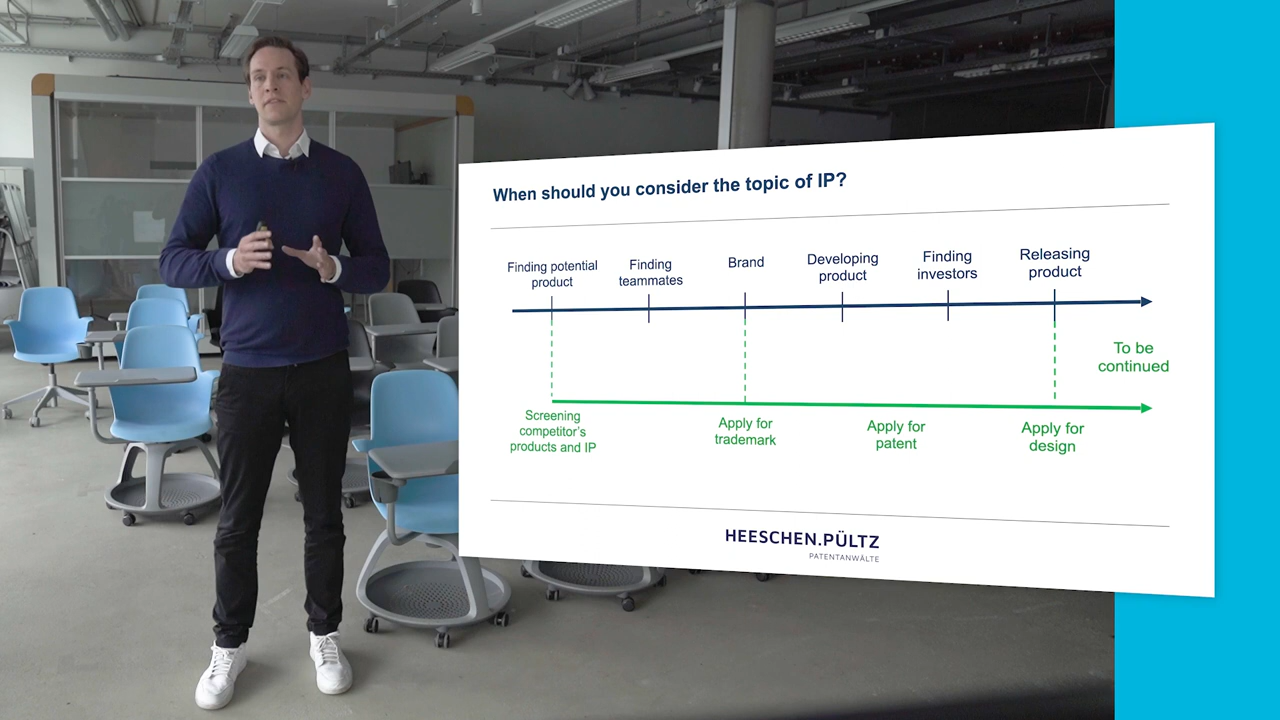 When should you consider the topic of IP?
Finding potential
product
Finding
teammates
Brand
Developing
product
Finding
investors
Releasing
product
To be
continued
Screening
competitor's
products and IP
Apply for
trademark
Apply for
patent
Apply for
design
HEESCHEN.PÜLTZ
PATENTANWÄLTE